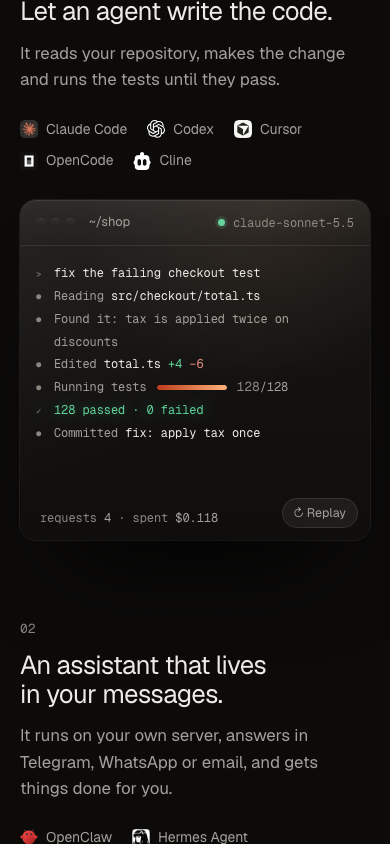 Let an agent write the code.
It reads your repository, makes the change
and runs the tests until they pass.
Claude Code Codex Cursor
OpenCode Cline
~/shop claude-sonnet-5.5
> fix the failing checkout test
● Reading src/checkout/total.ts
● Found it: tax is applied twice on
discounts
● Edited total.ts +4 −6
● Running tests 128/128
✓ 128 passed · 0 failed
● Committed fix: apply tax once
requests 4 · spent $0.118
↻ Replay
02
An assistant that lives
in your messages.
It runs on your own server, answers in
Telegram, WhatsApp or email, and gets
things done for you.
OpenClaw Hermes Agent